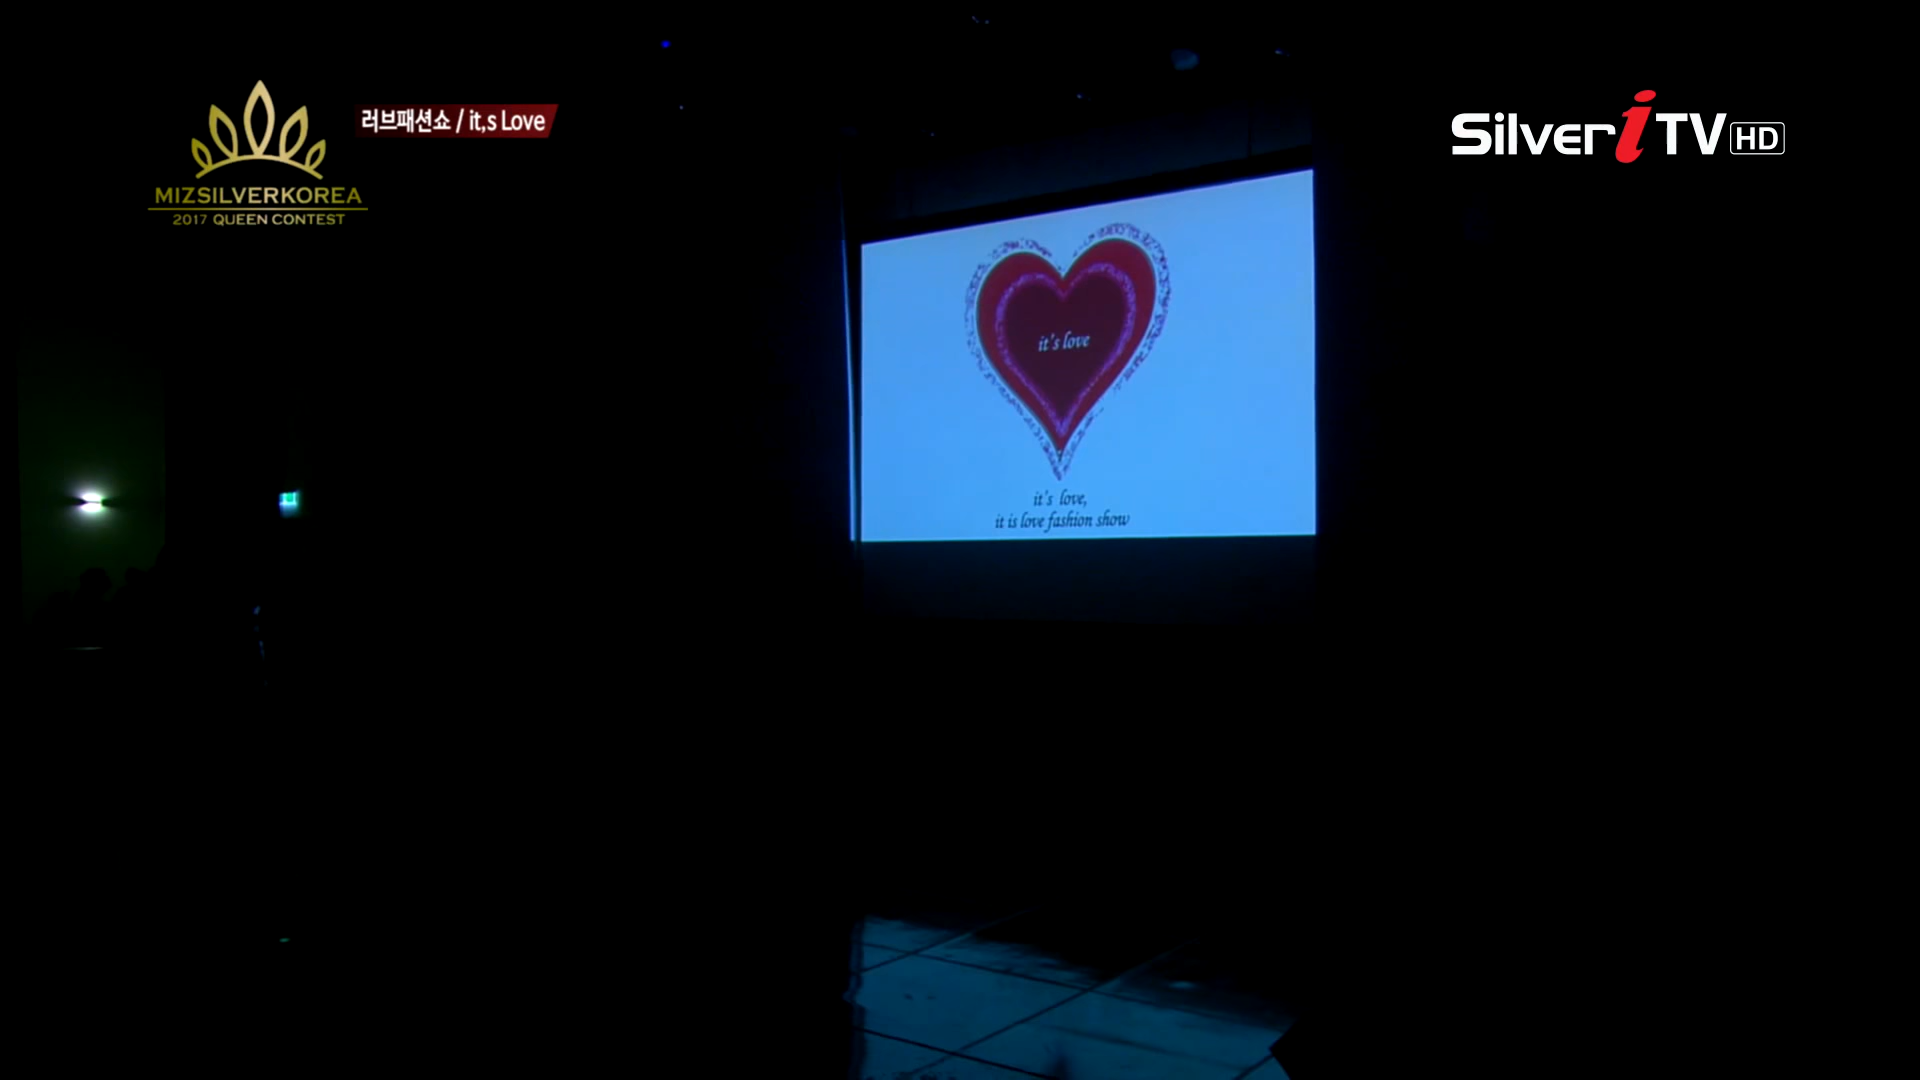 러브패션쇼 / it,s Love
MIZSILVERKOREA
2017 QUEEN CONTEST
Silver i TV HD
it's love
it's love,
it is love fashion show